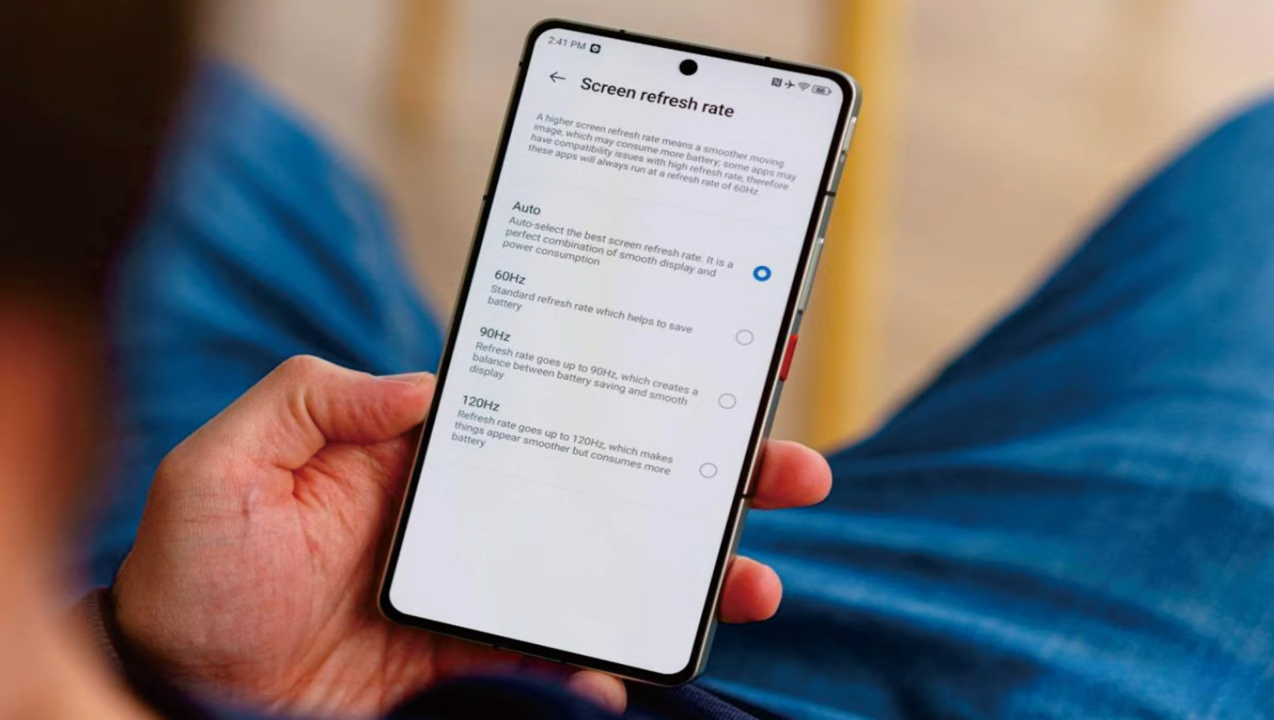 2:41 PM
Screen refresh rate
A higher screen refresh rate means a smoother moving
image, which may consume more battery; some apps may
have compatibility issues with high refresh rate, therefore
these apps will always run at a refresh rate of 60Hz.
Auto
Auto-select the best screen refresh rate. It is a
perfect combination of smooth display and
power consumption
60Hz
Standard refresh rate which helps to save
battery
90Hz
Refresh rate goes up to 90Hz, which creates a
balance between battery saving and smooth
display
120Hz
Refresh rate goes up to 120Hz, which makes
things appear smoother but consumes more
battery